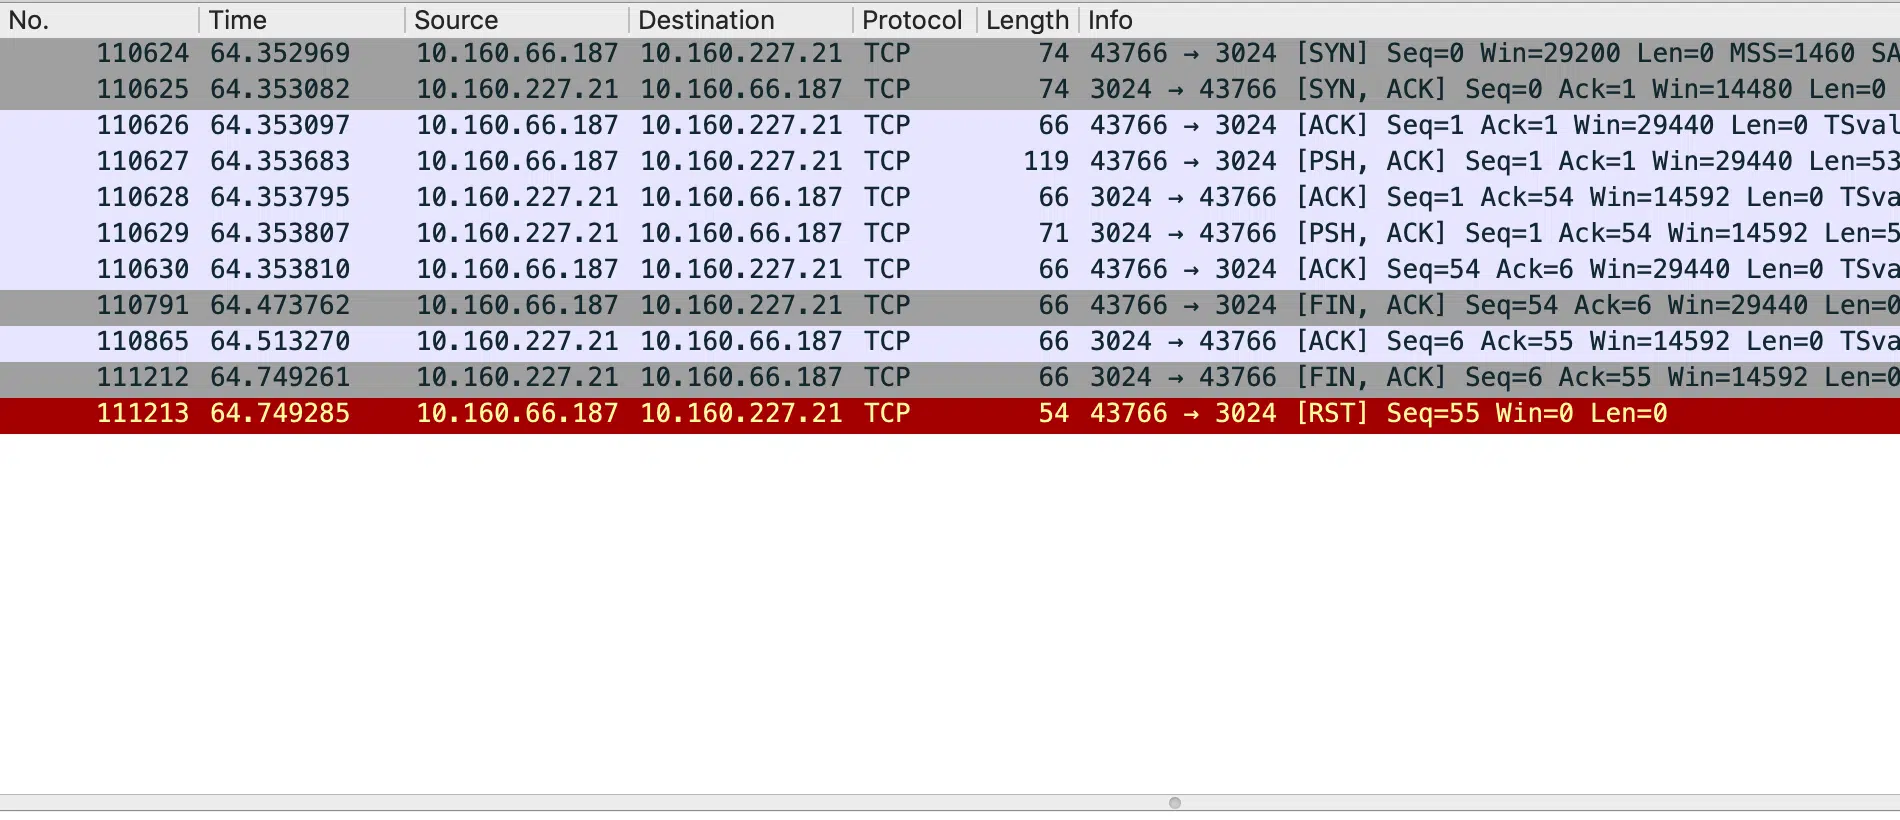 No. Time Source Destination Protocol Length Info
110624 64.352969 10.160.66.187 10.160.227.21 TCP 74 43766 → 3024 [SYN] Seq=0 Win=29200 Len=0 MSS=1460 SA
110625 64.353082 10.160.227.21 10.160.66.187 TCP 74 3024 → 43766 [SYN, ACK] Seq=0 Ack=1 Win=14480 Len=0
110626 64.353097 10.160.66.187 10.160.227.21 TCP 66 43766 → 3024 [ACK] Seq=1 Ack=1 Win=29440 Len=0 TSval
110627 64.353683 10.160.66.187 10.160.227.21 TCP 119 43766 → 3024 [PSH, ACK] Seq=1 Ack=1 Win=29440 Len=53
110628 64.353795 10.160.227.21 10.160.66.187 TCP 66 3024 → 43766 [ACK] Seq=1 Ack=54 Win=14592 Len=0 TSva
110629 64.353807 10.160.227.21 10.160.66.187 TCP 71 3024 → 43766 [PSH, ACK] Seq=1 Ack=54 Win=14592 Len=5
110630 64.353810 10.160.66.187 10.160.227.21 TCP 66 43766 → 3024 [ACK] Seq=54 Ack=6 Win=29440 Len=0 TSva
110791 64.473762 10.160.66.187 10.160.227.21 TCP 66 43766 → 3024 [FIN, ACK] Seq=54 Ack=6 Win=29440 Len=0
110865 64.513270 10.160.227.21 10.160.66.187 TCP 66 3024 → 43766 [ACK] Seq=6 Ack=55 Win=14592 Len=0 TSva
111212 64.749261 10.160.227.21 10.160.66.187 TCP 66 3024 → 43766 [FIN, ACK] Seq=6 Ack=55 Win=14592 Len=0
111213 64.749285 10.160.66.187 10.160.227.21 TCP 54 43766 → 3024 [RST] Seq=55 Win=0 Len=0